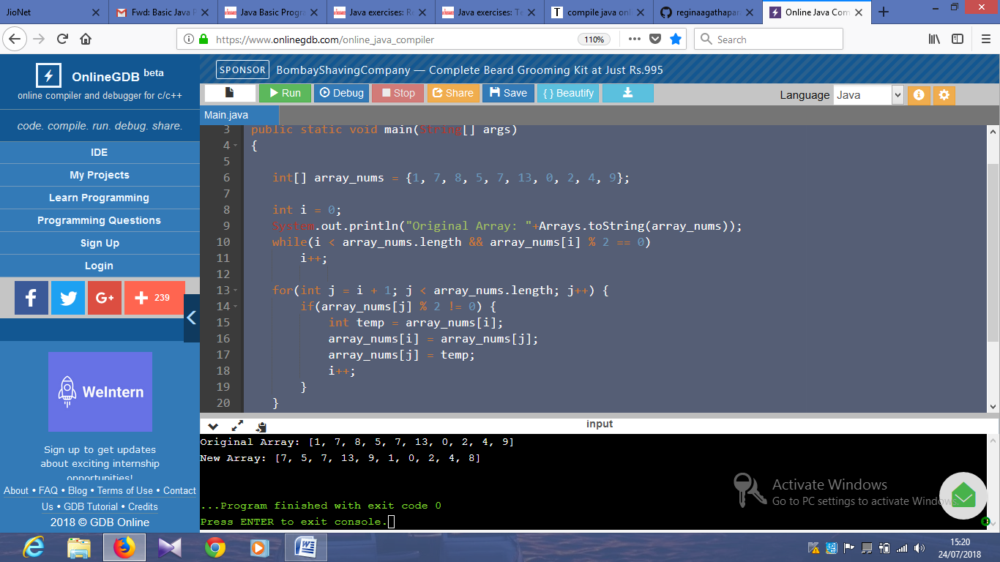 JioNet
Fwd: Basic Java P
Java Basic Progra
Java exercises: Re
Java exercises: Te
compile java onl
reginaagathapar
Online Java Com
https://www.onlinegdb.com/online_java_compiler
110%
Search
OnlineGDB beta
online compiler and debugger for c/c++
code. compile. run. debug. share.
IDE
My Projects
Learn Programming
Programming Questions
Sign Up
Login
239
WeIntern
Sign up to get updates
about exciting internship
opportunities!
About • FAQ • Blog • Terms of Use • Contact
Us • GDB Tutorial • Credits
2018 © GDB Online
SPONSOR BombayShavingCompany — Complete Beard Grooming Kit at Just Rs.995
Run Debug Stop Share Save { } Beautify
Language Java
Main.java
3 public static void main(String[] args)
4 {
5
6 int[] array_nums = {1, 7, 8, 5, 7, 13, 0, 2, 4, 9};
7
8 int i = 0;
9 System.out.println("Original Array: "+Arrays.toString(array_nums));
10 while(i < array_nums.length && array_nums[i] % 2 == 0)
11 i++;
12
13 for(int j = i + 1; j < array_nums.length; j++) {
14 if(array_nums[j] % 2 != 0) {
15 int temp = array_nums[i];
16 array_nums[i] = array_nums[j];
17 array_nums[j] = temp;
18 i++;
19 }
20 }
input
Original Array: [1, 7, 8, 5, 7, 13, 0, 2, 4, 9]
New Array: [7, 5, 7, 13, 9, 1, 0, 2, 4, 8]
...Program finished with exit code 0
Press ENTER to exit console.
Activate Windows
Go to PC settings to activate Windows.
15:20
24/07/2018